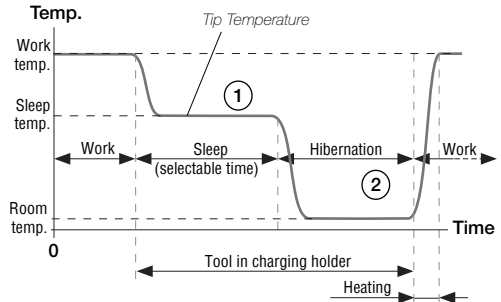 Temp.
Tip Temperature
Work
temp.
1
Sleep
temp.
Work
Sleep
(selectable time)
Hibernation
Work
2
Room
temp.
Time
0
Tool in charging holder
Heating